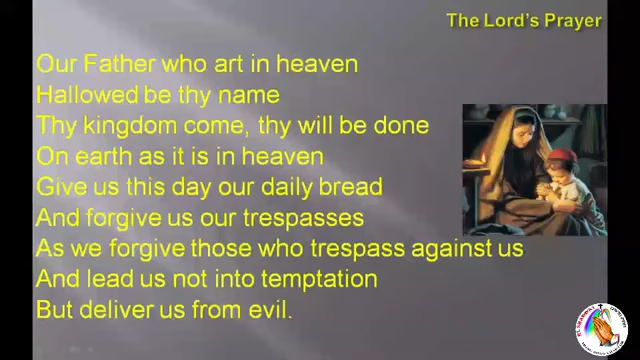 The Lord's Prayer
Our Father who art in heaven
Hallowed be thy name
Thy kingdom come, thy will be done
On earth as it is in heaven
Give us this day our daily bread
And forgive us our trespasses
As we forgive those who trespass against us
And lead us not into temptation
But deliver us from evil.